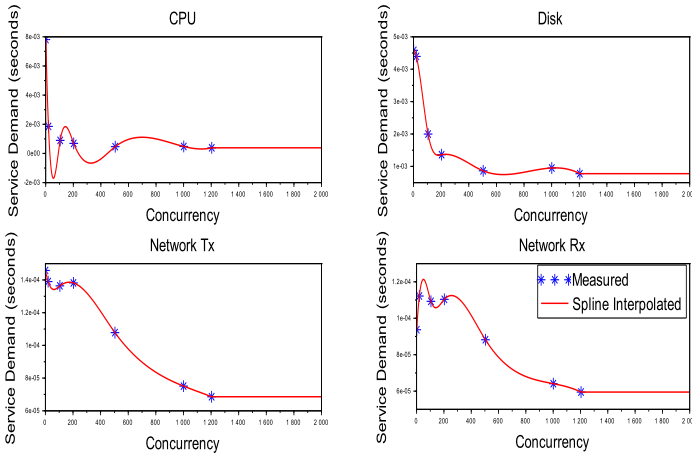 CPU
Disk
Service Demand (seconds)
8e-03
6e-03
4e-03
2e-03
0e+00
-2e-03
0 200 400 600 800 1 000 1 200 1 400 1 600 1 800 2 000
Concurrency
Service Demand (seconds)
5e-03
4e-03
3e-03
2e-03
1e-03
0 200 400 600 800 1 000 1 200 1 400 1 600 1 800 2 000
Concurrency
Network Tx
Network Rx
Service Demand (seconds)
1.4e-04
1.2e-04
1e-04
8e-05
6e-05
0 200 400 600 800 1 000 1 200 1 400 1 600 1 800 2 000
Concurrency
Service Demand (seconds)
1.2e-04
1e-04
8e-05
6e-05
0 200 400 600 800 1 000 1 200 1 400 1 600 1 800 2 000
Concurrency
Measured
Spline Interpolated